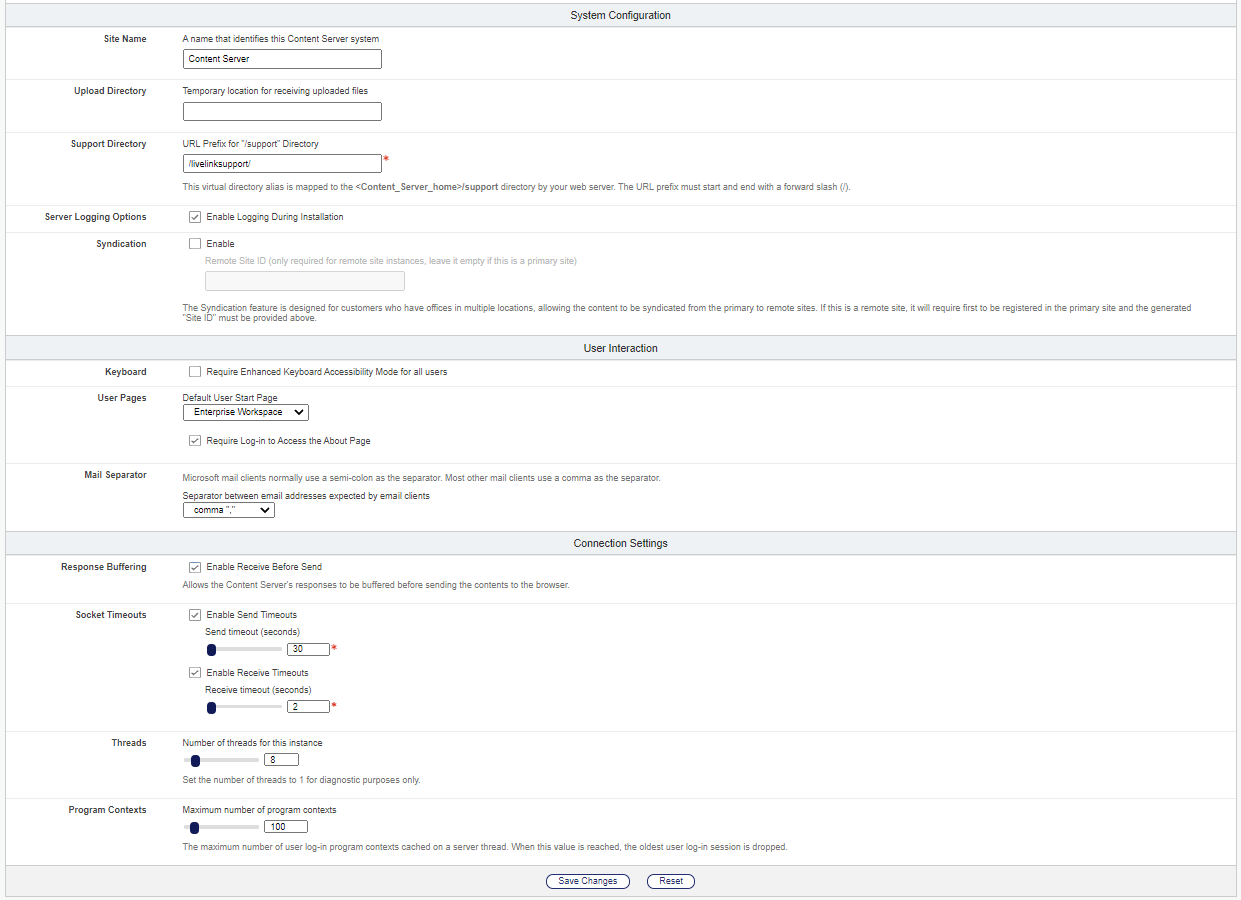 System Configuration
Site Name
A name that identifies this Content Server system
Content Server
Upload Directory
Temporary location for receiving uploaded files
Support Directory
URL Prefix for "/support" Directory
/livelinksupport/
*
This virtual directory alias is mapped to the <Content_Server_home>/support directory by your web server. The URL prefix must start and end with a forward slash (/).
Server Logging Options
Enable Logging During Installation
Syndication
Enable
Remote Site ID (only required for remote site instances, leave it empty if this is a primary site)
The Syndication feature is designed for customers who have offices in multiple locations, allowing the content to be syndicated from the primary to remote sites. If this is a remote site, it will require first to be registered in the primary site and the generated
"Site ID" must be provided above.
User Interaction
Keyboard
Require Enhanced Keyboard Accessibility Mode for all users
User Pages
Default User Start Page
Enterprise Workspace
Require Log-in to Access the About Page
Mail Separator
Microsoft mail clients normally use a semi-colon as the separator. Most other mail clients use a comma as the separator.
Separator between email addresses expected by email clients
comma ","
Connection Settings
Response Buffering
Enable Receive Before Send
Allows the Content Server's responses to be buffered before sending the contents to the browser.
Socket Timeouts
Enable Send Timeouts
Send timeout (seconds)
30
*
Enable Receive Timeouts
Receive timeout (seconds)
2
*
Threads
Number of threads for this instance
8
Set the number of threads to 1 for diagnostic purposes only.
Program Contexts
Maximum number of program contexts
100
The maximum number of user log-in program contexts cached on a server thread. When this value is reached, the oldest user log-in session is dropped.
Save Changes
Reset